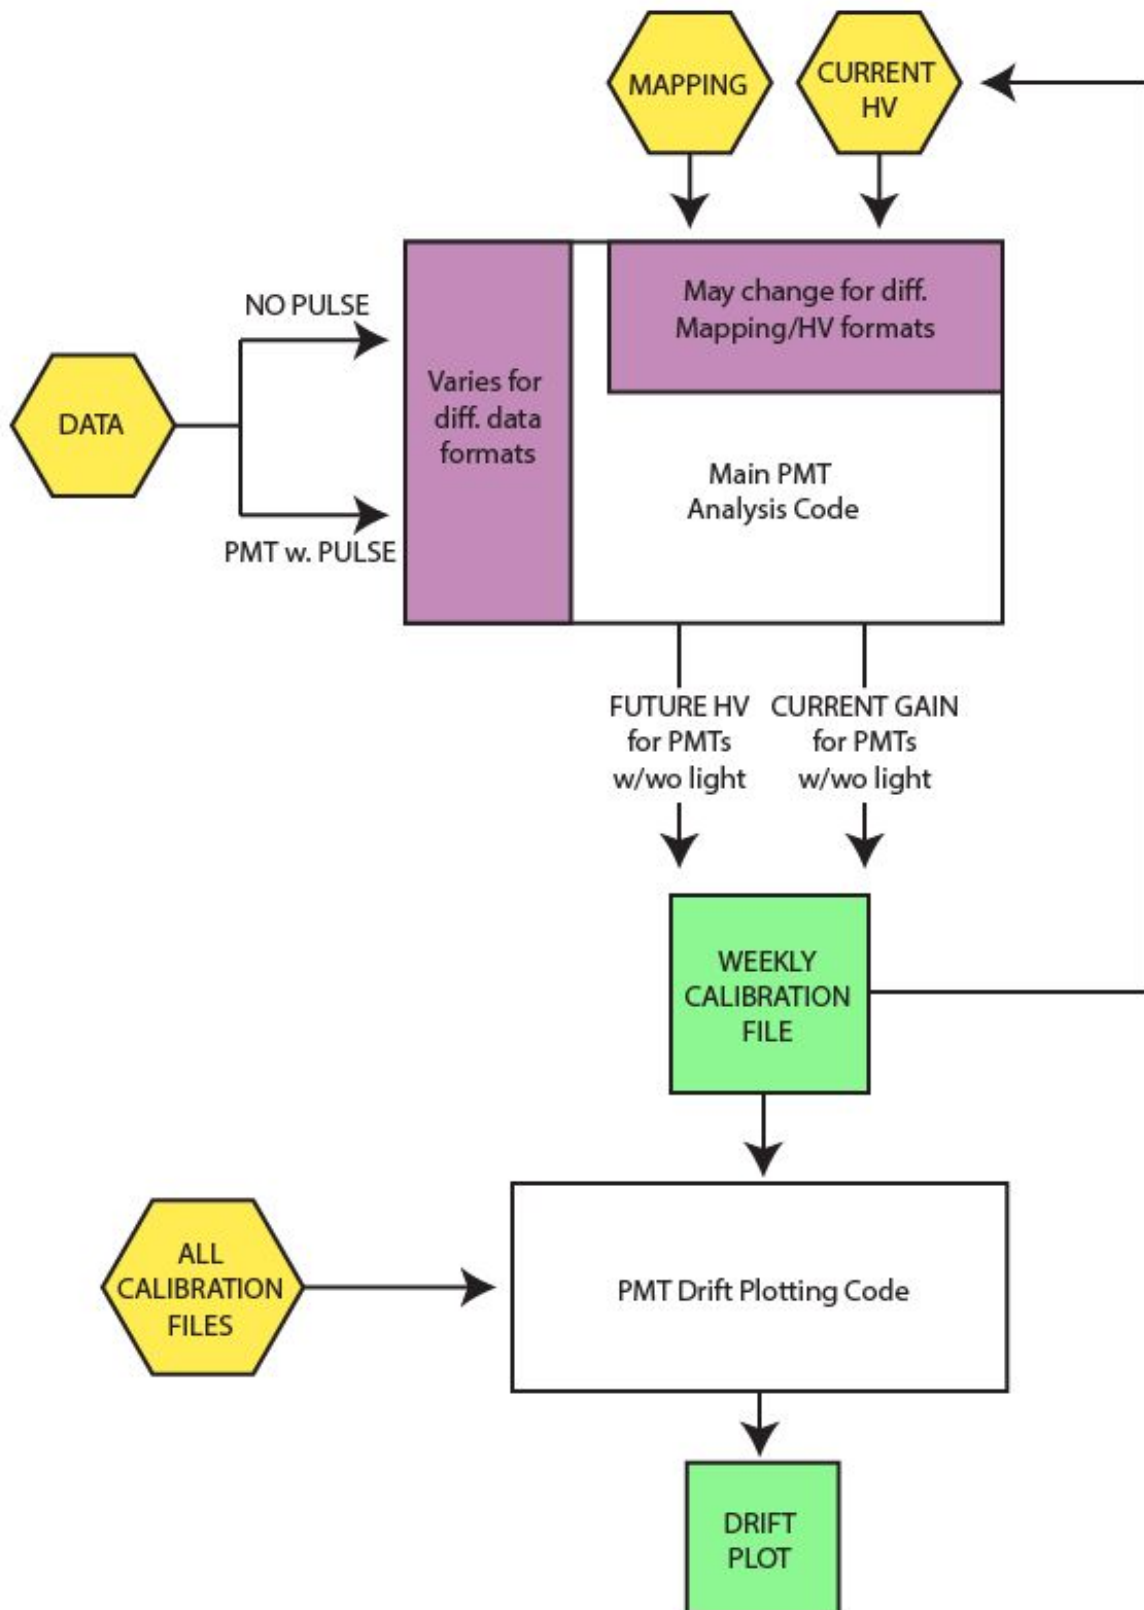 MAPPING
CURRENT
HV
May change for diff.
Mapping/HV formats
NO PULSE
Varies for
diff. data
formats
DATA
Main PMT
Analysis Code
PMT w. PULSE
FUTURE HV
for PMTs
w/wo light
CURRENT GAIN
for PMTs
w/wo light
WEEKLY
CALIBRATION
FILE
ALL
CALIBRATION
FILES
PMT Drift Plotting Code
DRIFT
PLOT